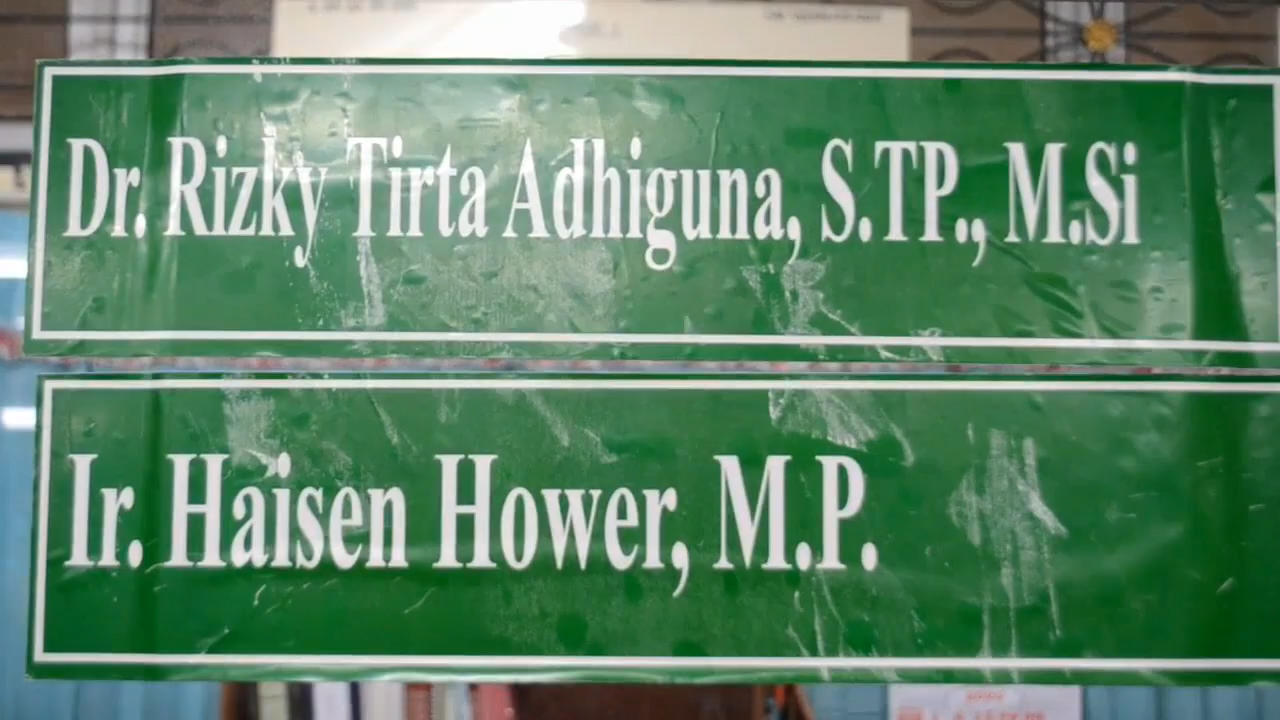 Dr. Rizky Tirta Adhiguna, S.TP., M.Si
Ir. Haisen Hower, M.P.